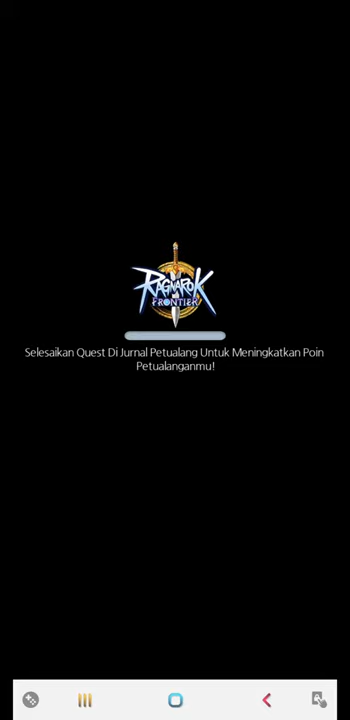 RAGNAROK
FRONTIER
Selesaikan Quest Di Jurnal Petualang Untuk Meningkatkan Poin
Petualanganmu!